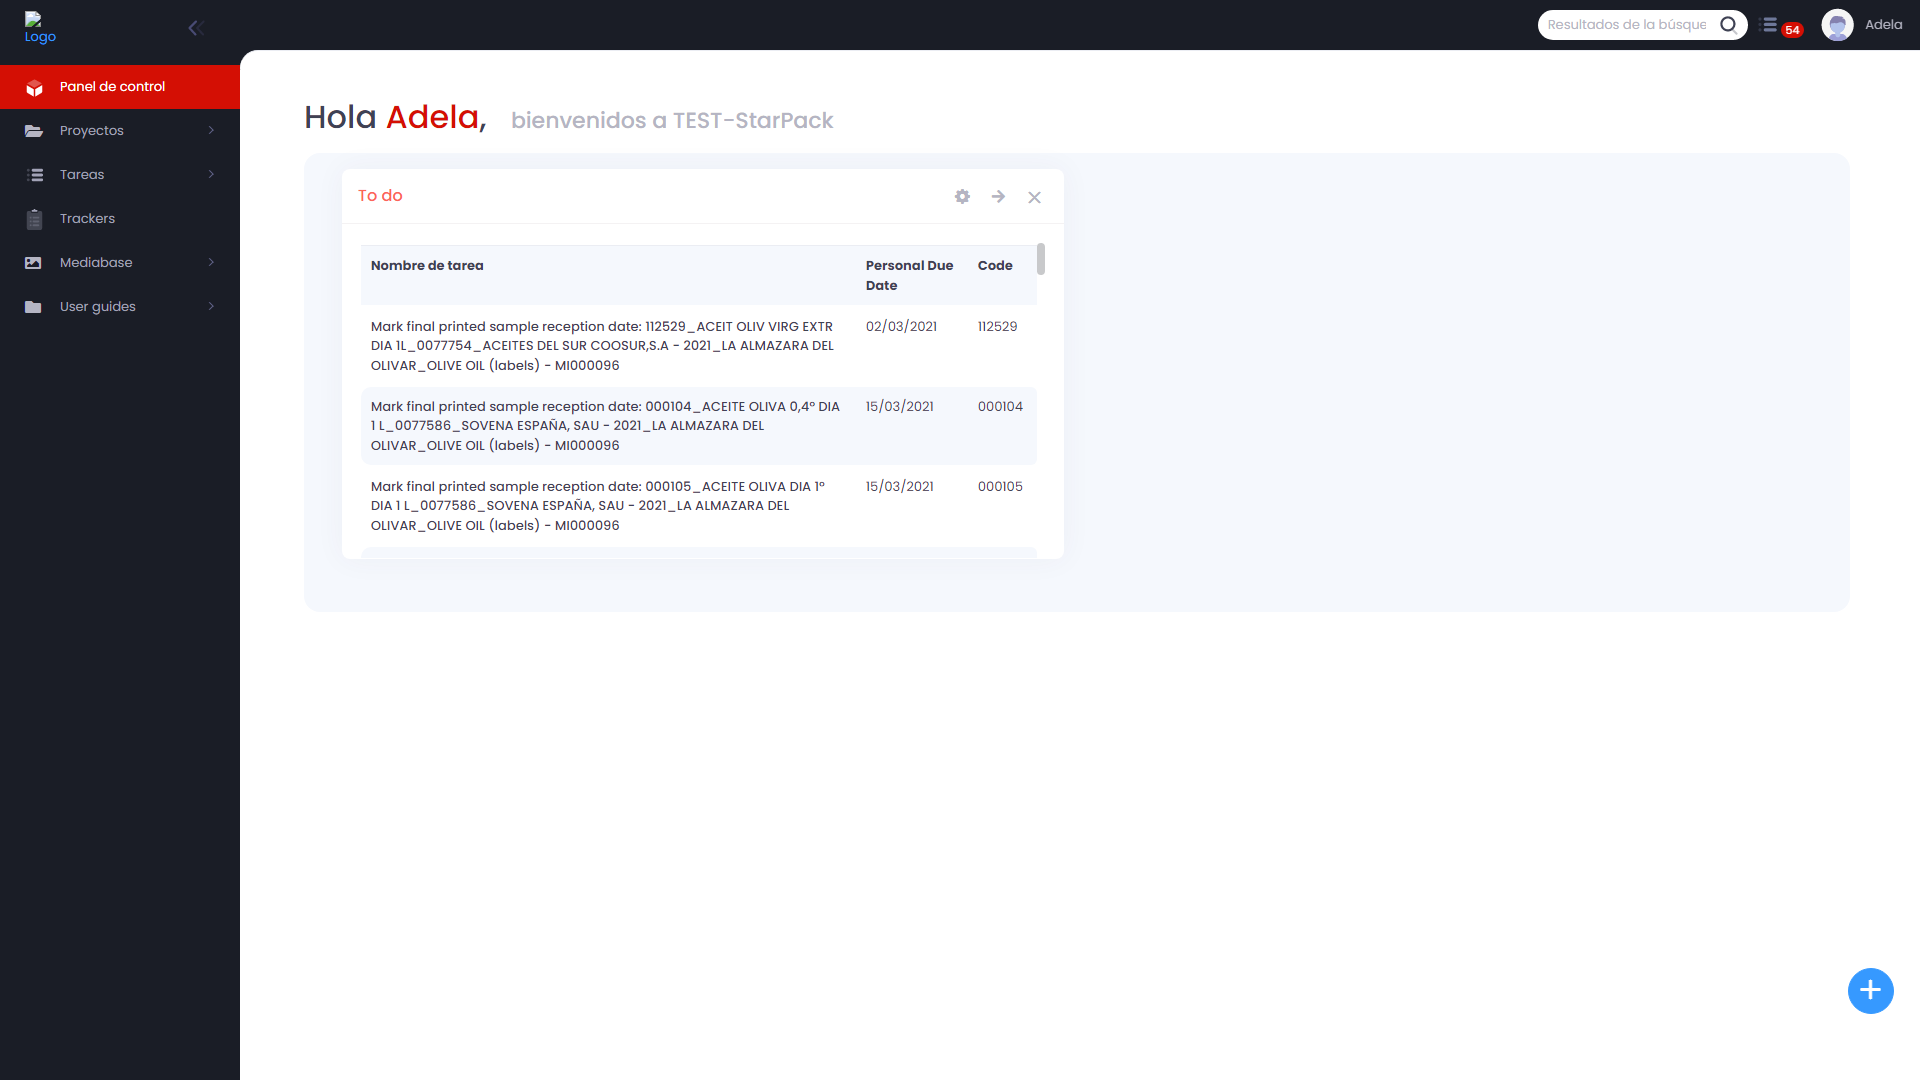 Logo
Resultados de la búsque
54
Adela
Panel de control
Proyectos
Tareas
Trackers
Mediabase
User guides
Hola Adela, bienvenidos a TEST-StarPack
To do
Nombre de tarea
Personal Due
Date
Code
Mark final printed sample reception date: 112529_ACEIT OLIV VIRG EXTR
DIA 1L_0077754_ACEITES DEL SUR COOSUR,S.A - 2021_LA ALMAZARA DEL
OLIVAR_OLIVE OIL (labels) - MI000096
02/03/2021
112529
Mark final printed sample reception date: 000104_ACEITE OLIVA 0,4º DIA
1 L_0077586_SOVENA ESPAÑA, SAU - 2021_LA ALMAZARA DEL
OLIVAR_OLIVE OIL (labels) - MI000096
15/03/2021
000104
Mark final printed sample reception date: 000105_ACEITE OLIVA DIA 1º
DIA 1 L_0077586_SOVENA ESPAÑA, SAU - 2021_LA ALMAZARA DEL
OLIVAR_OLIVE OIL (labels) - MI000096
15/03/2021
000105